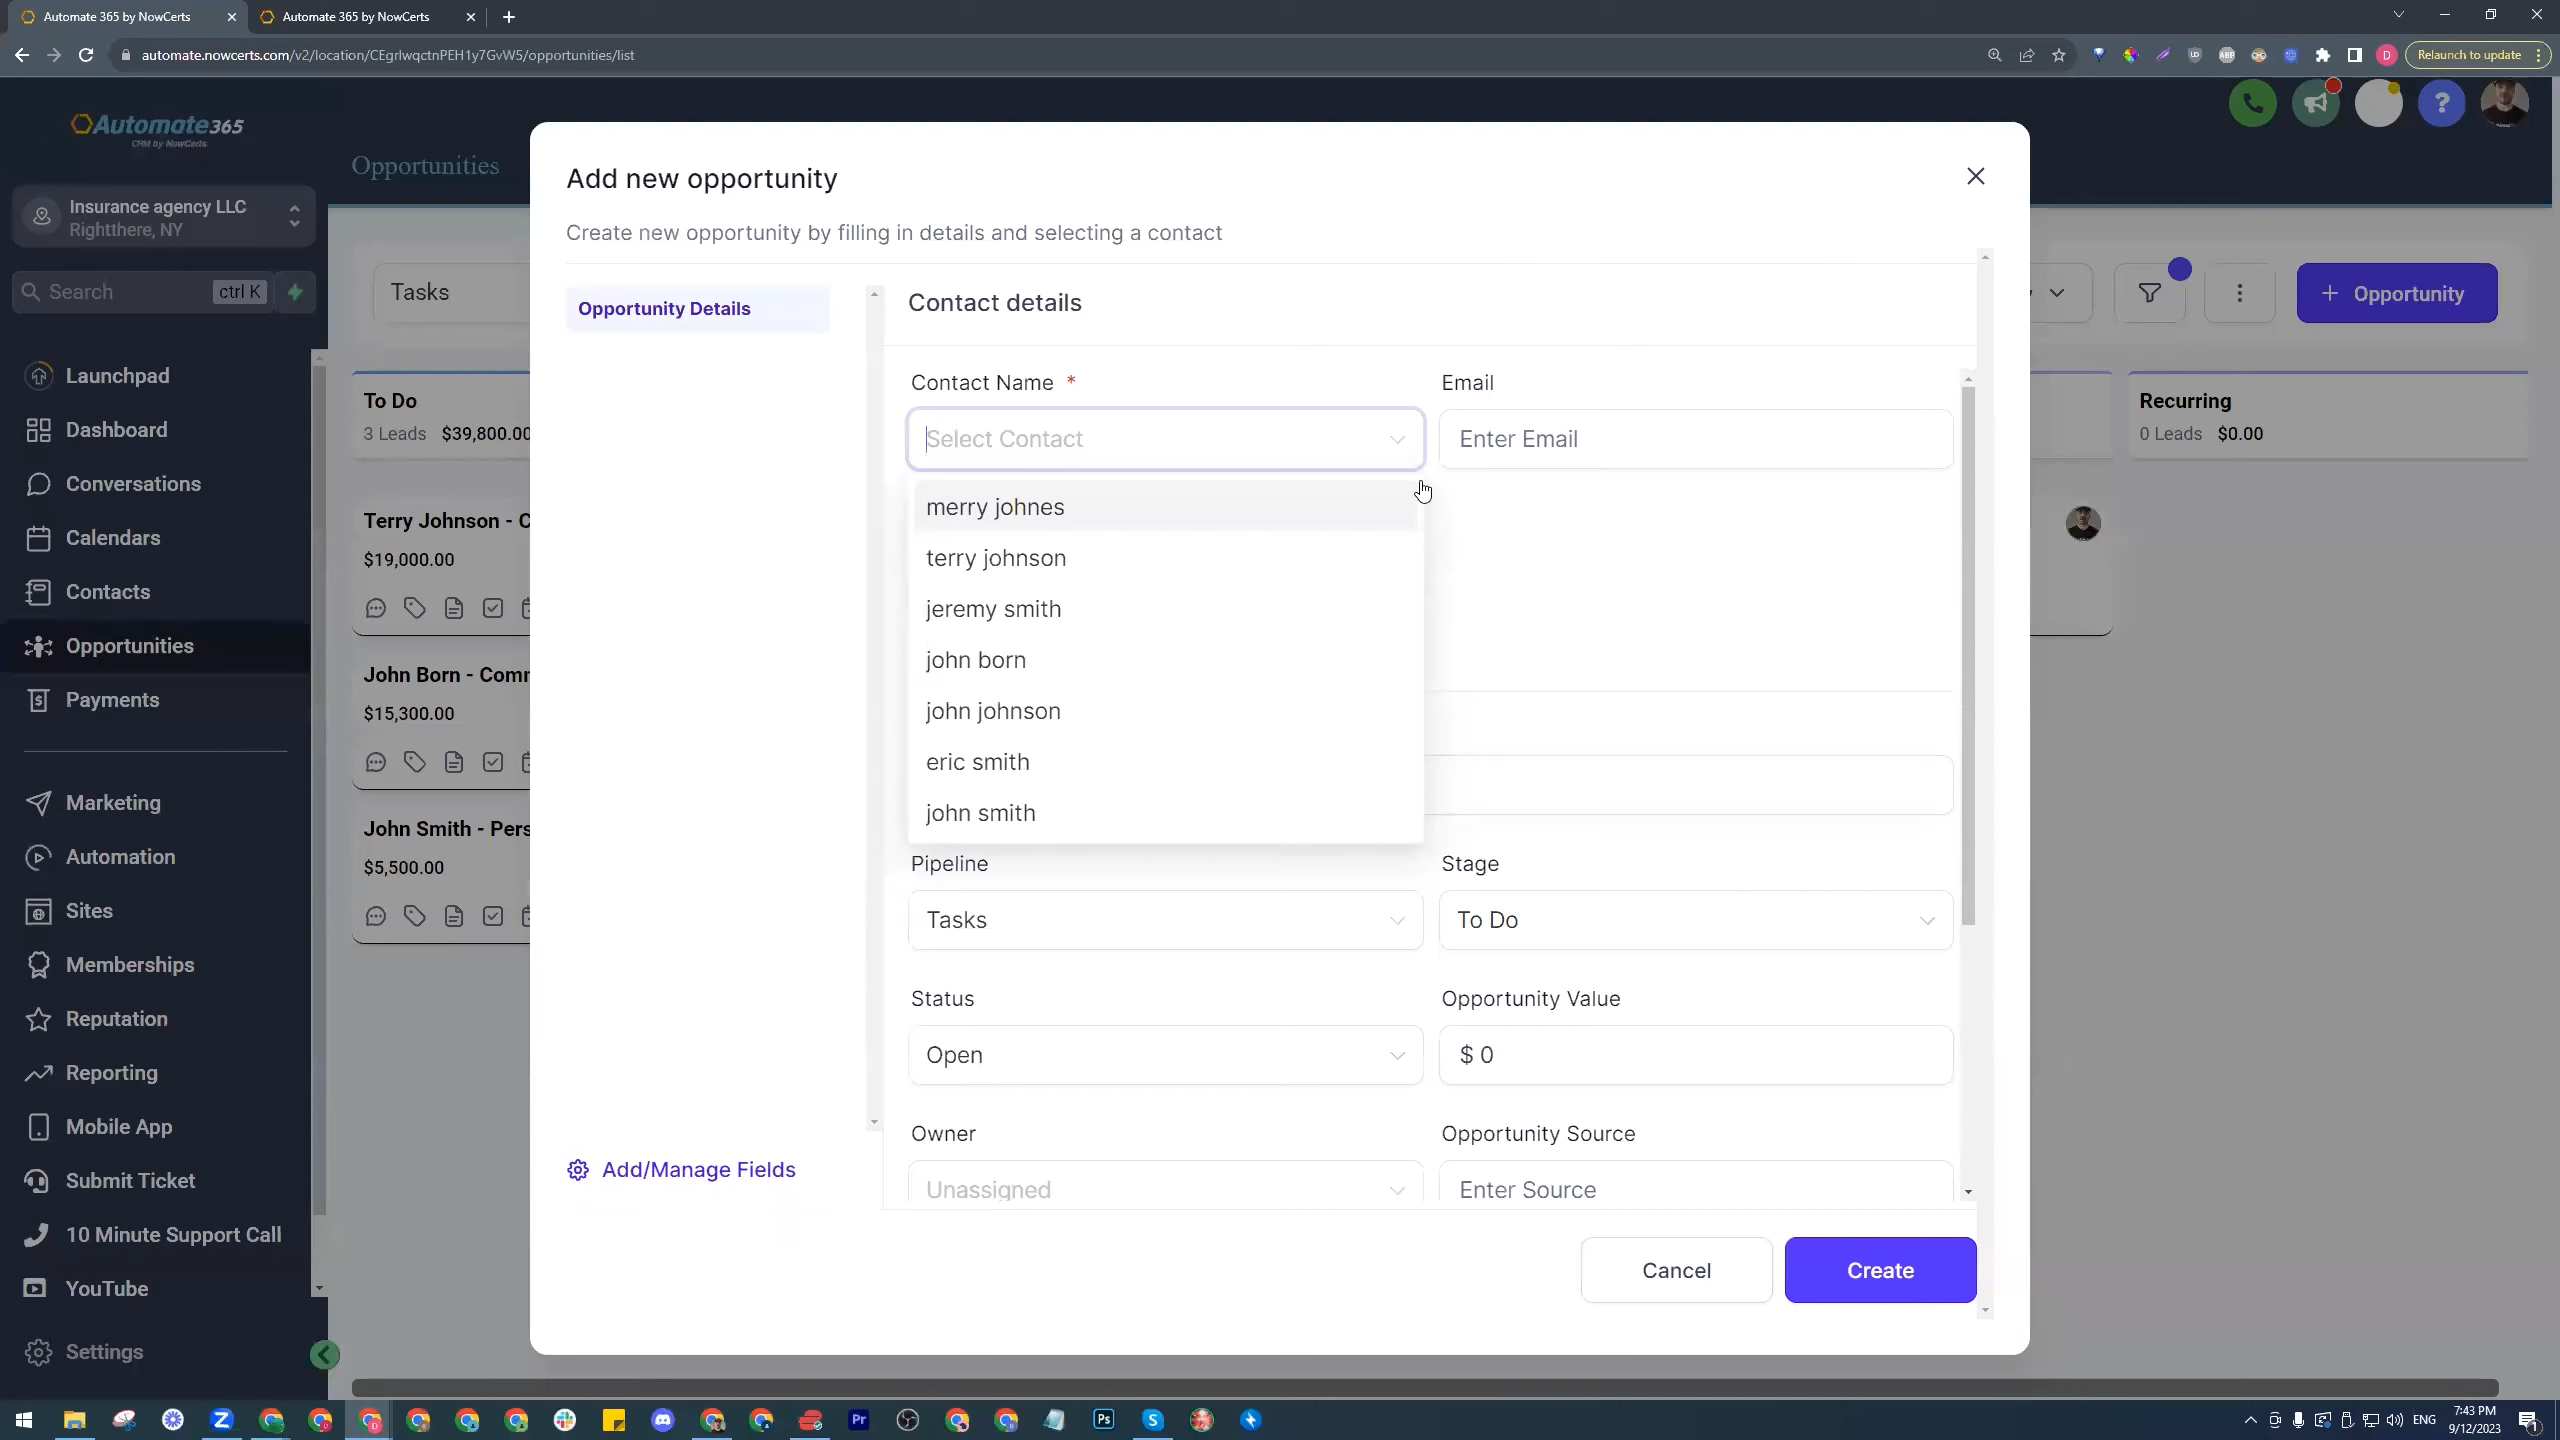 Automate 365 by NowCerts
Automate 365 by NowCerts
automate.nowcerts.com/v2/location/CEgrlwqctnPEH1y7GvW5/opportunities/list
Relaunch to update
Automate365
CRM by NowCerts
Opportunities
Insurance agency LLC
Rightthere, NY
Search
ctrl K
Launchpad
Dashboard
Conversations
Calendars
Contacts
Opportunities
Payments
Marketing
Automation
Sites
Memberships
Reputation
Reporting
Mobile App
Submit Ticket
10 Minute Support Call
YouTube
Settings
Tasks
+ Opportunity
To Do
3 Leads $39,800.00
Terry Johnson - C
$19,000.00
John Born - Comm
$15,300.00
John Smith - Pers
$5,500.00
Recurring
0 Leads $0.00
Add new opportunity
Create new opportunity by filling in details and selecting a contact
Opportunity Details
Add/Manage Fields
Contact details
Contact Name *
Email
Select Contact
Enter Email
merry johnes
terry johnson
jeremy smith
john born
john johnson
eric smith
john smith
Pipeline
Stage
Tasks
To Do
Status
Opportunity Value
Open
$ 0
Owner
Opportunity Source
Unassigned
Enter Source
Cancel
Create
ENG
7:43 PM
9/12/2023